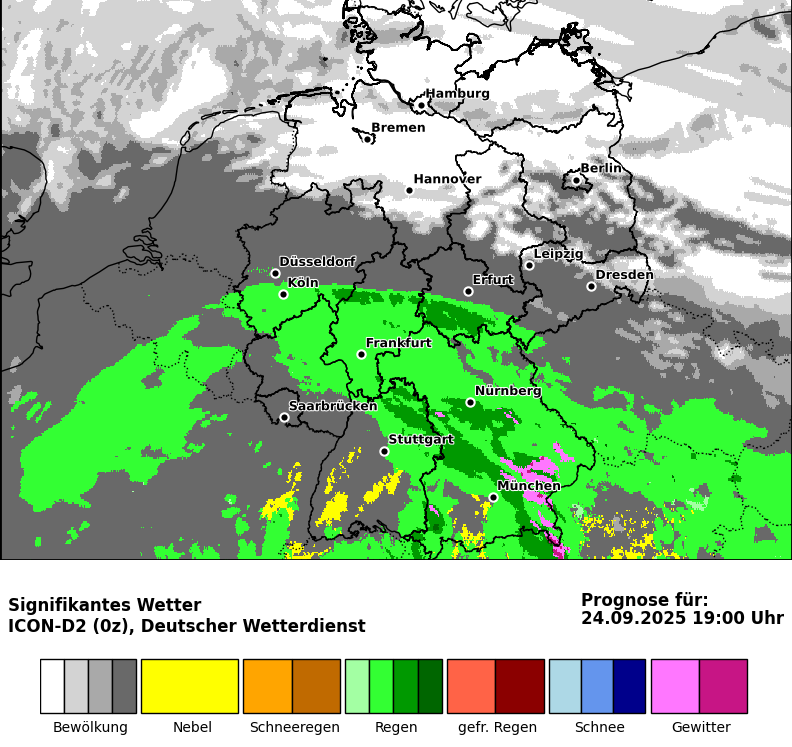 Hamburg
Bremen
Berlin
Hannover
Leipzig
Düsseldorf
Dresden
Köln
Erfurt
Frankfurt
Nürnberg
Saarbrücken
Stuttgart
München
Signifikantes Wetter
ICON-D2 (0z), Deutscher Wetterdienst
Prognose für:
24.09.2025 19:00 Uhr
Bewölkung Nebel Schneeregen Regen gefr. Regen Schnee Gewitter